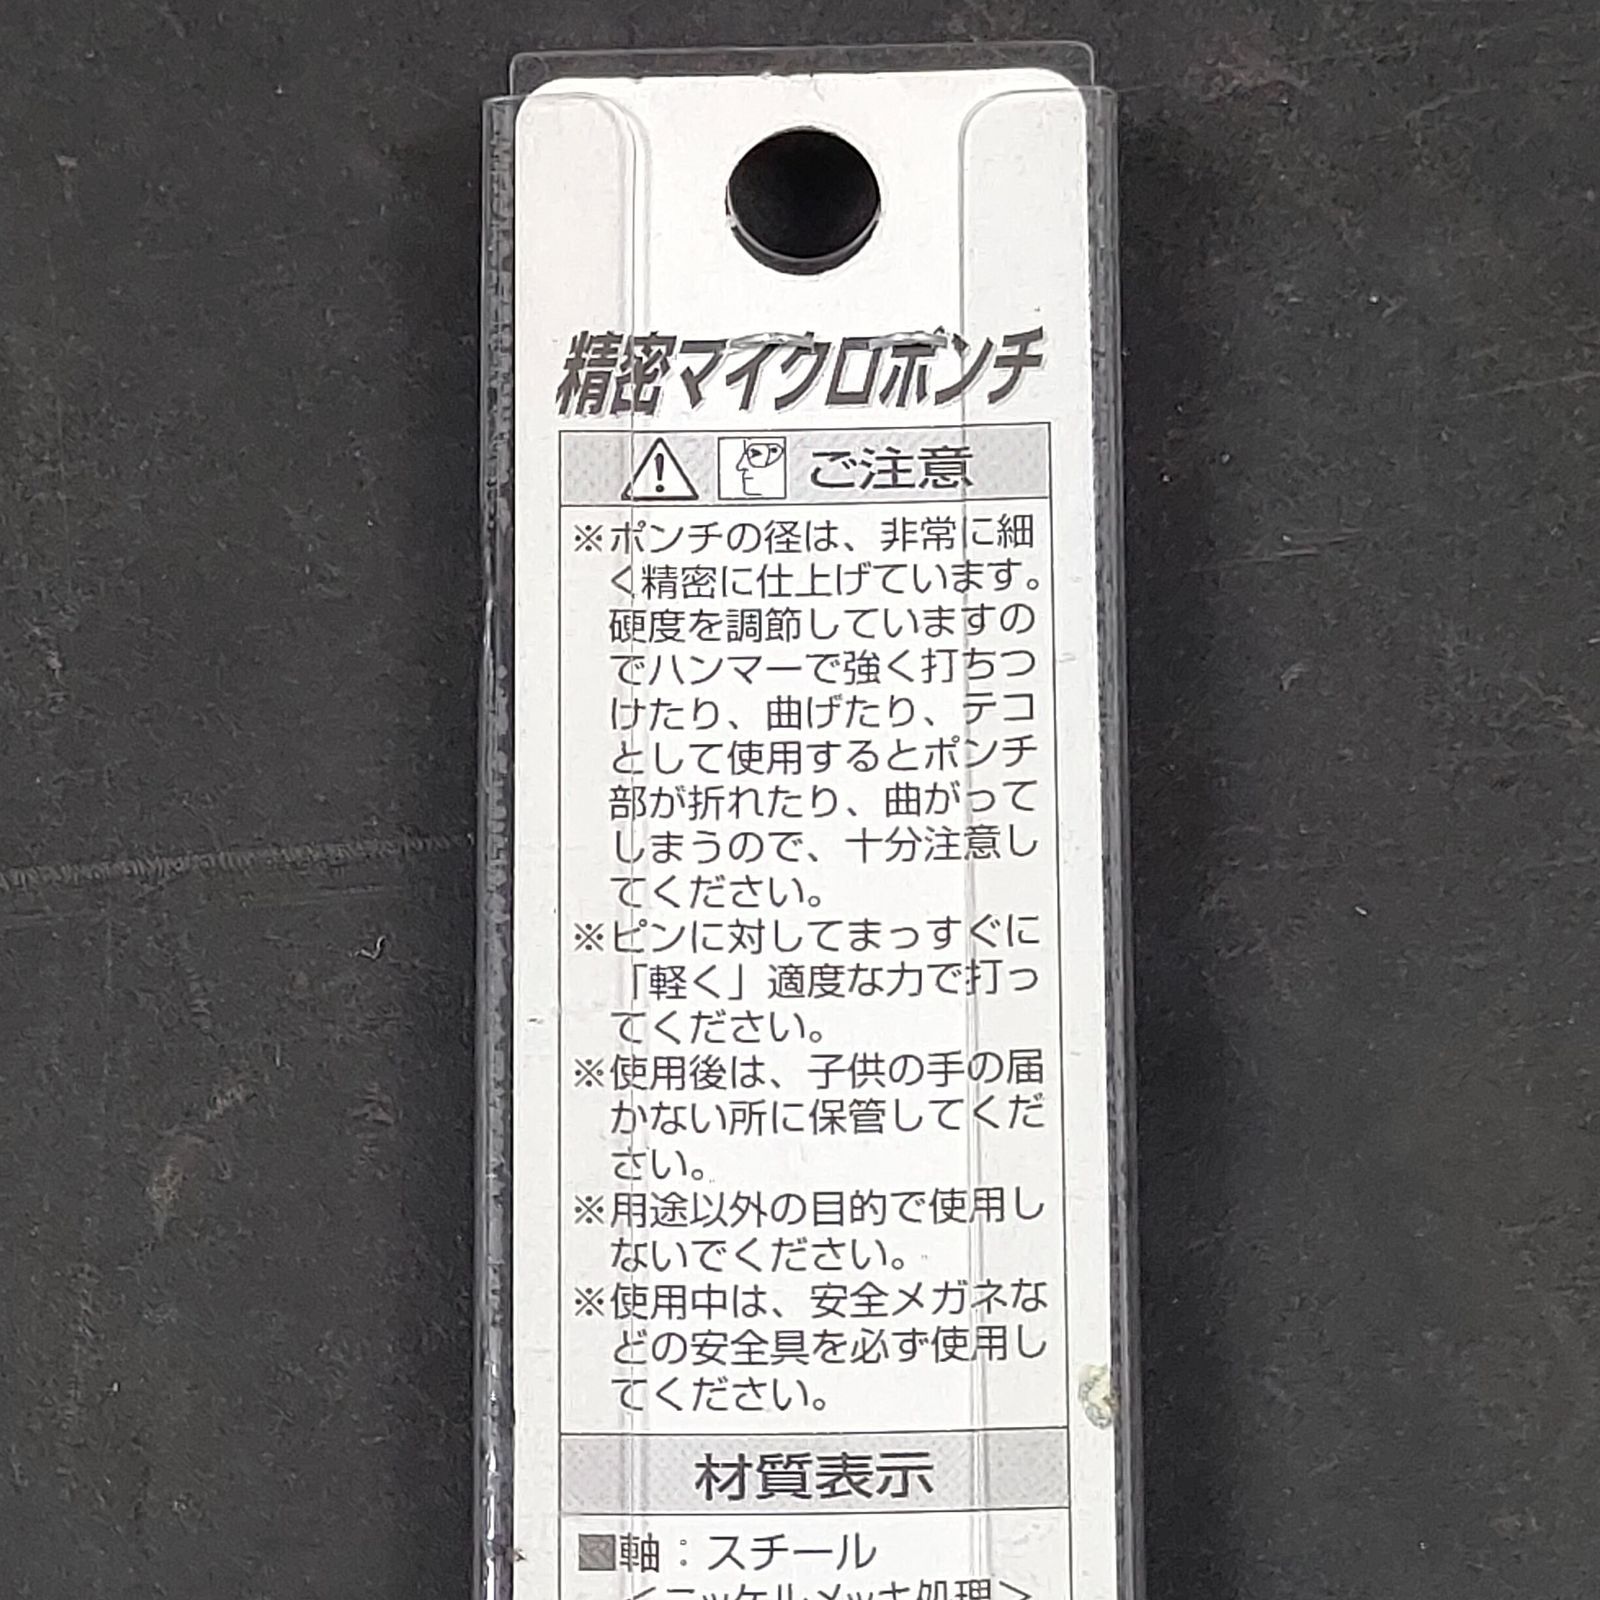 精密マイクロポンチ
ご注意
※ポンチの径は、非常に細
く精密に仕上げています。
硬度を調節していますの
でハンマーで強く打ちつ
けたり、曲げたり、テコ
として使用するとポンチ
部が折れたり、曲がって
しまうので、十分注意し
てください。
※ピンに対してまっすぐに
「軽く」適度な力で打っ
てください。
※使用後は、子供の手の届
かない所に保管してくだ
さい。
※用途以外の目的で使用し
ないでください。
※使用中は、安全メガネな
どの安全具を必ず使用し
てください。
材質表示
■軸：スチール
＜ニッケルメッキ処理＞